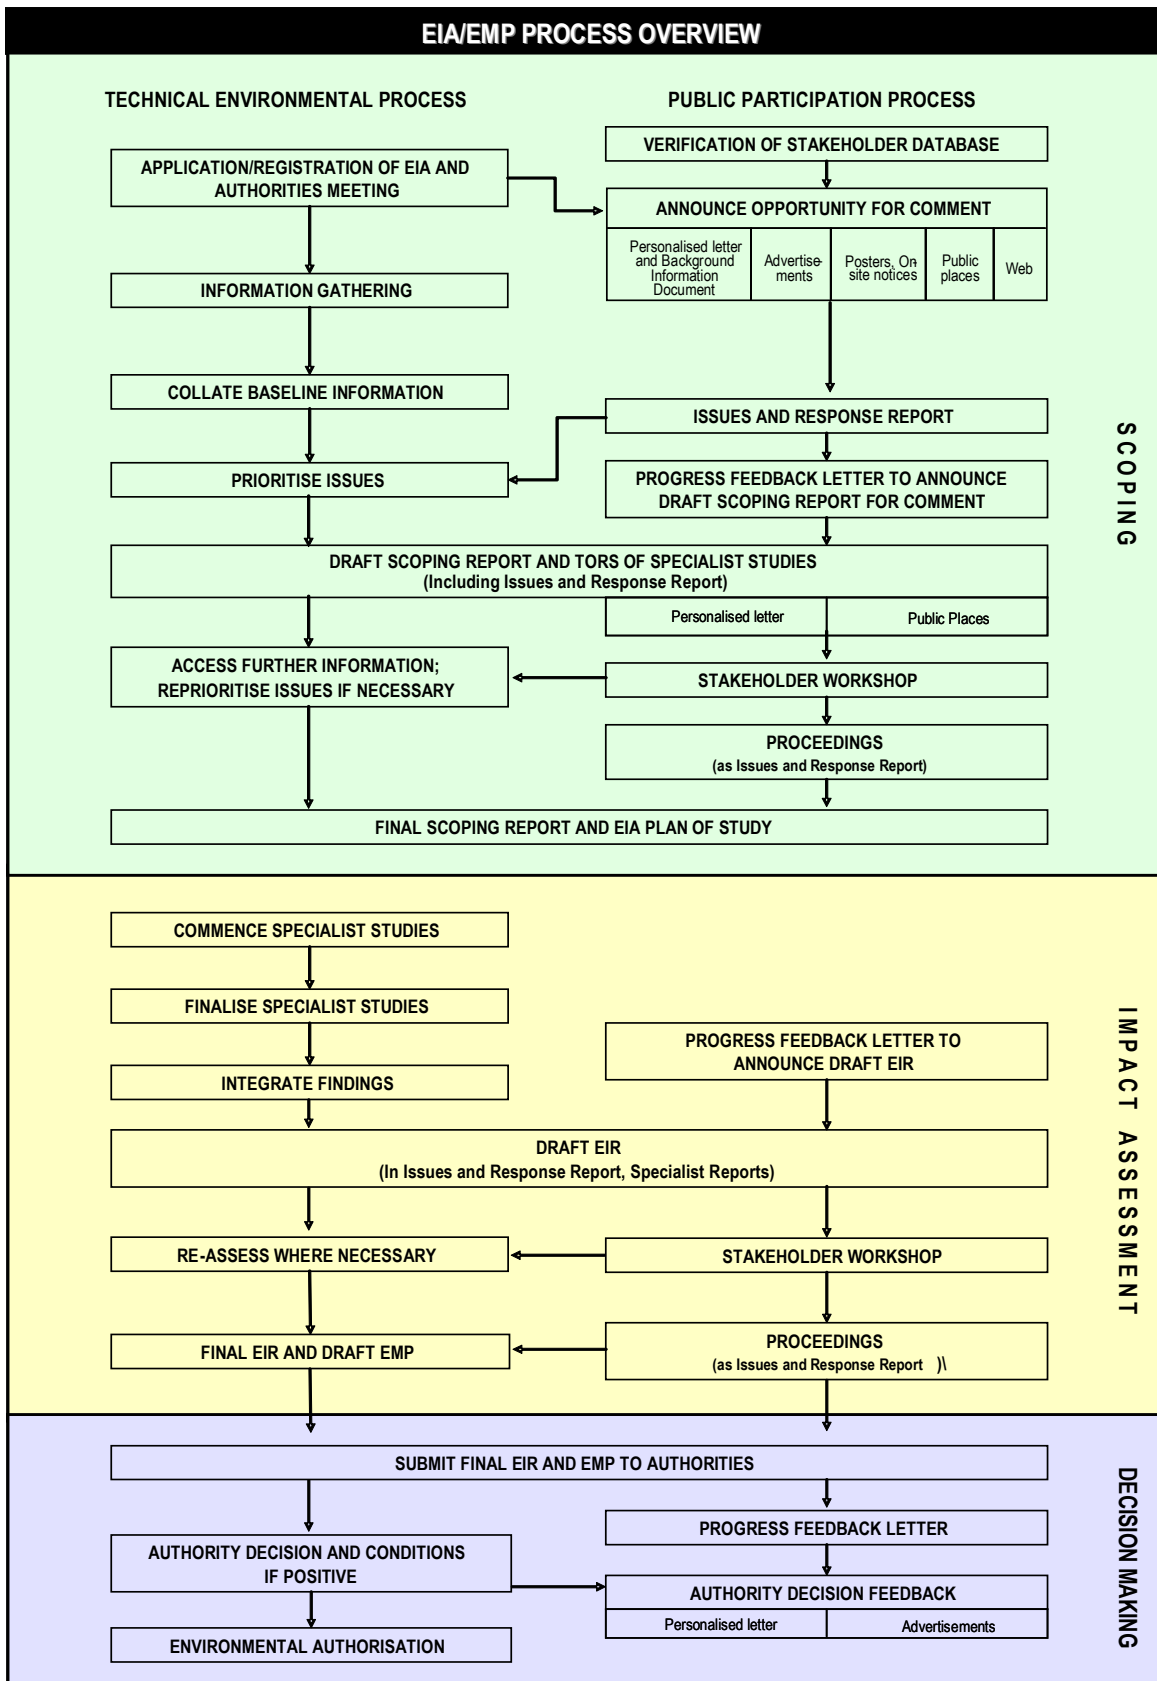 EIA/EMP PROCESS OVERVIEW
TECHNICAL ENVIRONMENTAL PROCESS
PUBLIC PARTICIPATION PROCESS
VERIFICATION OF STAKEHOLDER DATABASE
APPLICATION/REGISTRATION OF EIA AND
AUTHORITIES MEETING
ANNOUNCE OPPORTUNITY FOR COMMENT
Personalised letter
and Background
Information
Document
Advertise-
ments
Posters, On-
site notices
Public
places
Web
INFORMATION GATHERING
COLLATE BASELINE INFORMATION
ISSUES AND RESPONSE REPORT
PRIORITISE ISSUES
PROGRESS FEEDBACK LETTER TO ANNOUNCE
DRAFT SCOPING REPORT FOR COMMENT
DRAFT SCOPING REPORT AND TORS OF SPECIALIST STUDIES
(Including Issues and Response Report)
Personalised letter
Public Places
ACCESS FURTHER INFORMATION;
REPRIORITISE ISSUES IF NECESSARY
STAKEHOLDER WORKSHOP
PROCEEDINGS
(as Issues and Response Report)
FINAL SCOPING REPORT AND EIA PLAN OF STUDY
SCOPING
COMMENCE SPECIALIST STUDIES
FINALISE SPECIALIST STUDIES
PROGRESS FEEDBACK LETTER TO
ANNOUNCE DRAFT EIR
INTEGRATE FINDINGS
DRAFT EIR
(In Issues and Response Report, Specialist Reports)
RE-ASSESS WHERE NECESSARY
STAKEHOLDER WORKSHOP
FINAL EIR AND DRAFT EMP
PROCEEDINGS
(as Issues and Response Report )\
IMPACT ASSESSMENT
SUBMIT FINAL EIR AND EMP TO AUTHORITIES
PROGRESS FEEDBACK LETTER
AUTHORITY DECISION AND CONDITIONS
IF POSITIVE
AUTHORITY DECISION FEEDBACK
Personalised letter
Advertisements
ENVIRONMENTAL AUTHORISATION
DECISION MAKING